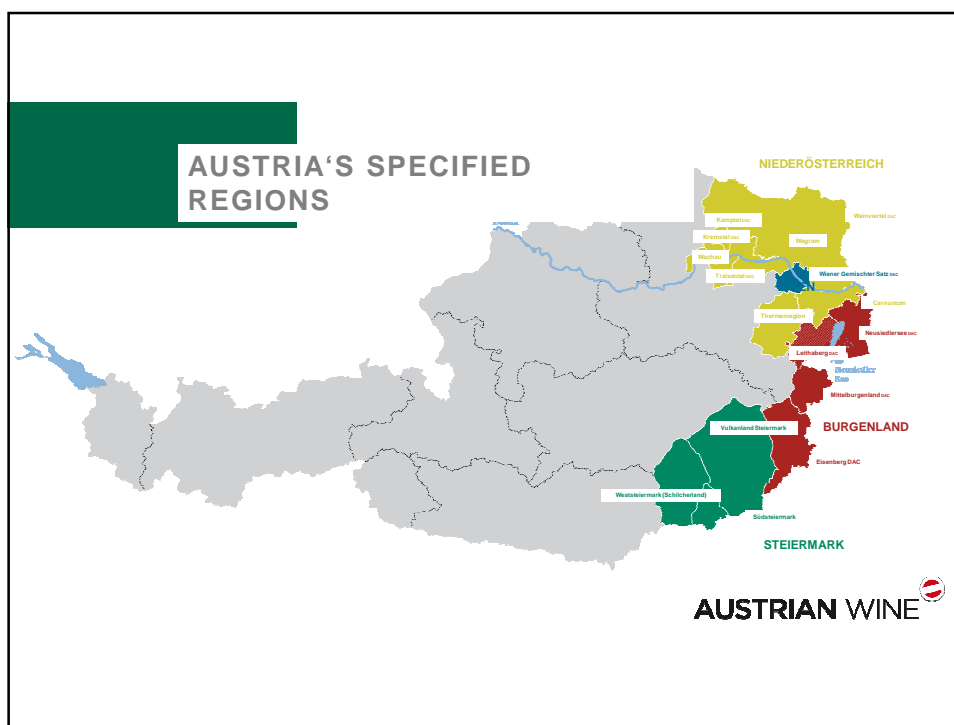 AUSTRIA‘S SPECIFIED
REGIONS
NIEDERÖSTERREICH
Kamptal DAC
Weinviertel DAC
Kremstal DAC
Wagram
Wachau
Traisental DAC
Wiener Gemischter Satz DAC
Carnuntum
Thermenregion
Neusiedlersee DAC
Leithaberg DAC
Neusiedler
See
Mittelburgenland DAC
Vulkanland Steiermark
BURGENLAND
Eisenberg DAC
Weststeiermark (Schilcherland)
Südsteiermark
STEIERMARK
AUSTRIAN WINE